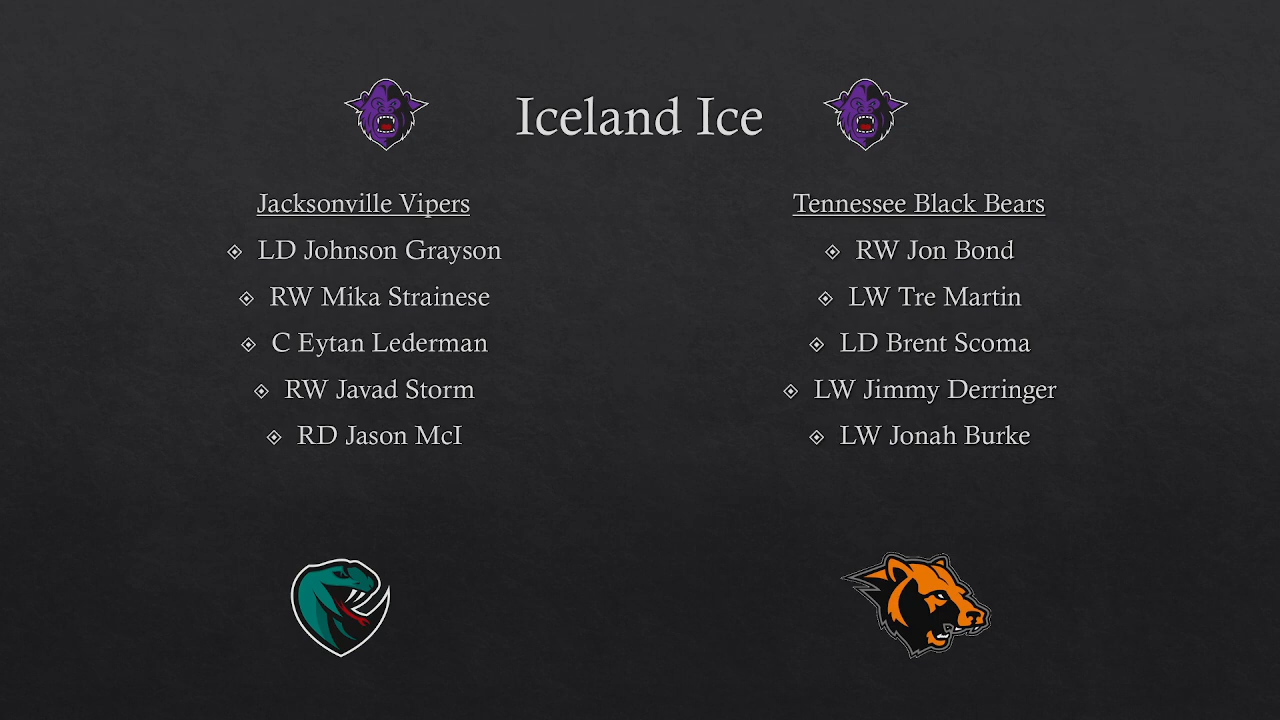 Iceland Ice
Jacksonville Vipers
LD Johnson Grayson
RW Mika Strainese
C Eytan Lederman
RW Javad Storm
RD Jason McI
Tennessee Black Bears
RW Jon Bond
LW Tre Martin
LD Brent Scoma
LW Jimmy Derringer
LW Jonah Burke